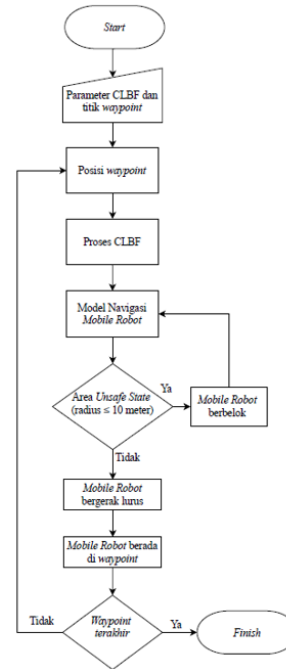 Start
Parameter CLBF dan
titik waypoint
Posisi waypoint
Proses CLBF
Model Navigasi
Mobile Robot
Area Unsafe State
(radius ≤ 10 meter)
Ya
Mobile Robot
berbelok
Tidak
Mobile Robot
bergerak lurus
Mobile Robot berada
di waypoint
Tidak
Waypoint
terakhir
Ya
Finish